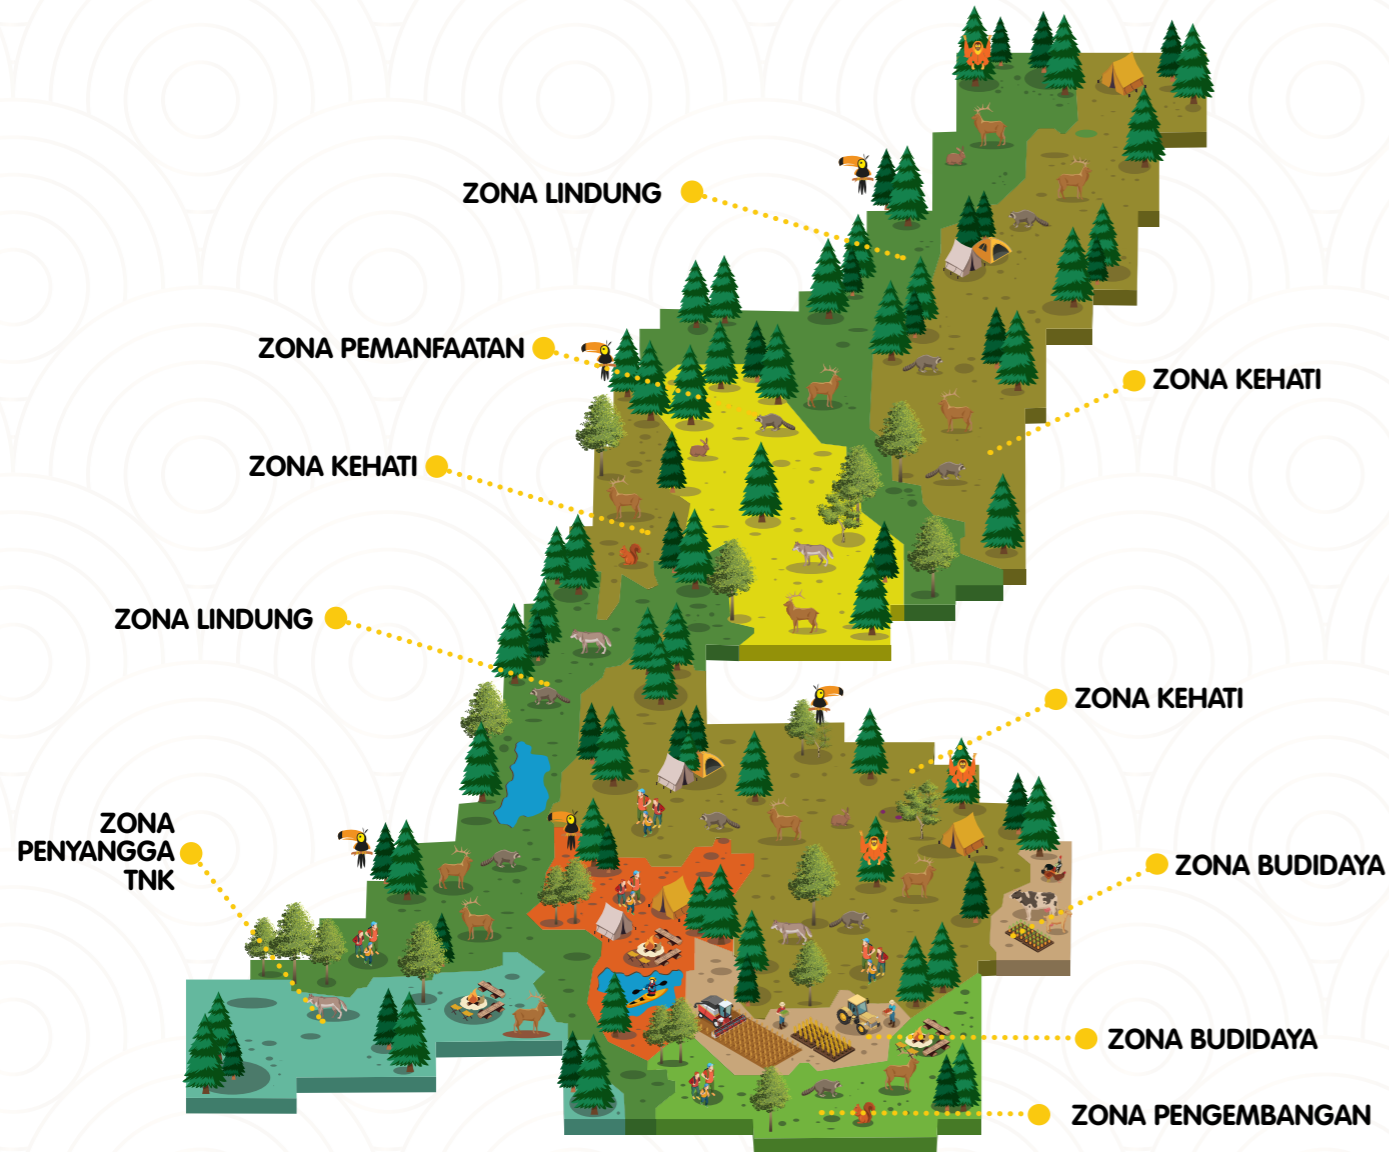 ZONA LINDUNG
ZONA PEMANFAATAN
ZONA KEHATI
ZONA KEHATI
ZONA LINDUNG
ZONA KEHATI
ZONA
PENYANGGA
TNK
ZONA BUDIDAYA
ZONA BUDIDAYA
ZONA PENGEMBANGAN